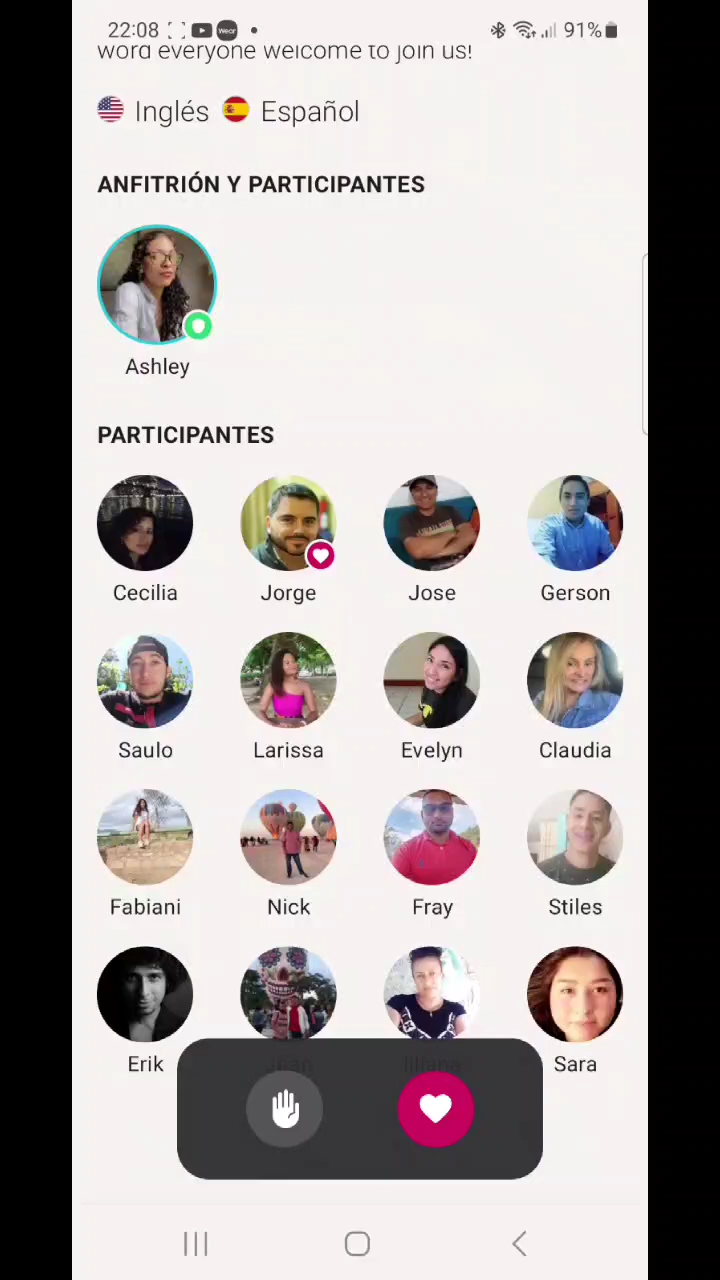 22:08 Wear 91%
word everyone welcome to join us!
Inglés Español
ANFITRIÓN Y PARTICIPANTES
Ashley
PARTICIPANTES
Cecilia Jorge Jose Gerson
Saulo Larissa Evelyn Claudia
Fabiani Nick Fray Stiles
Erik Sara